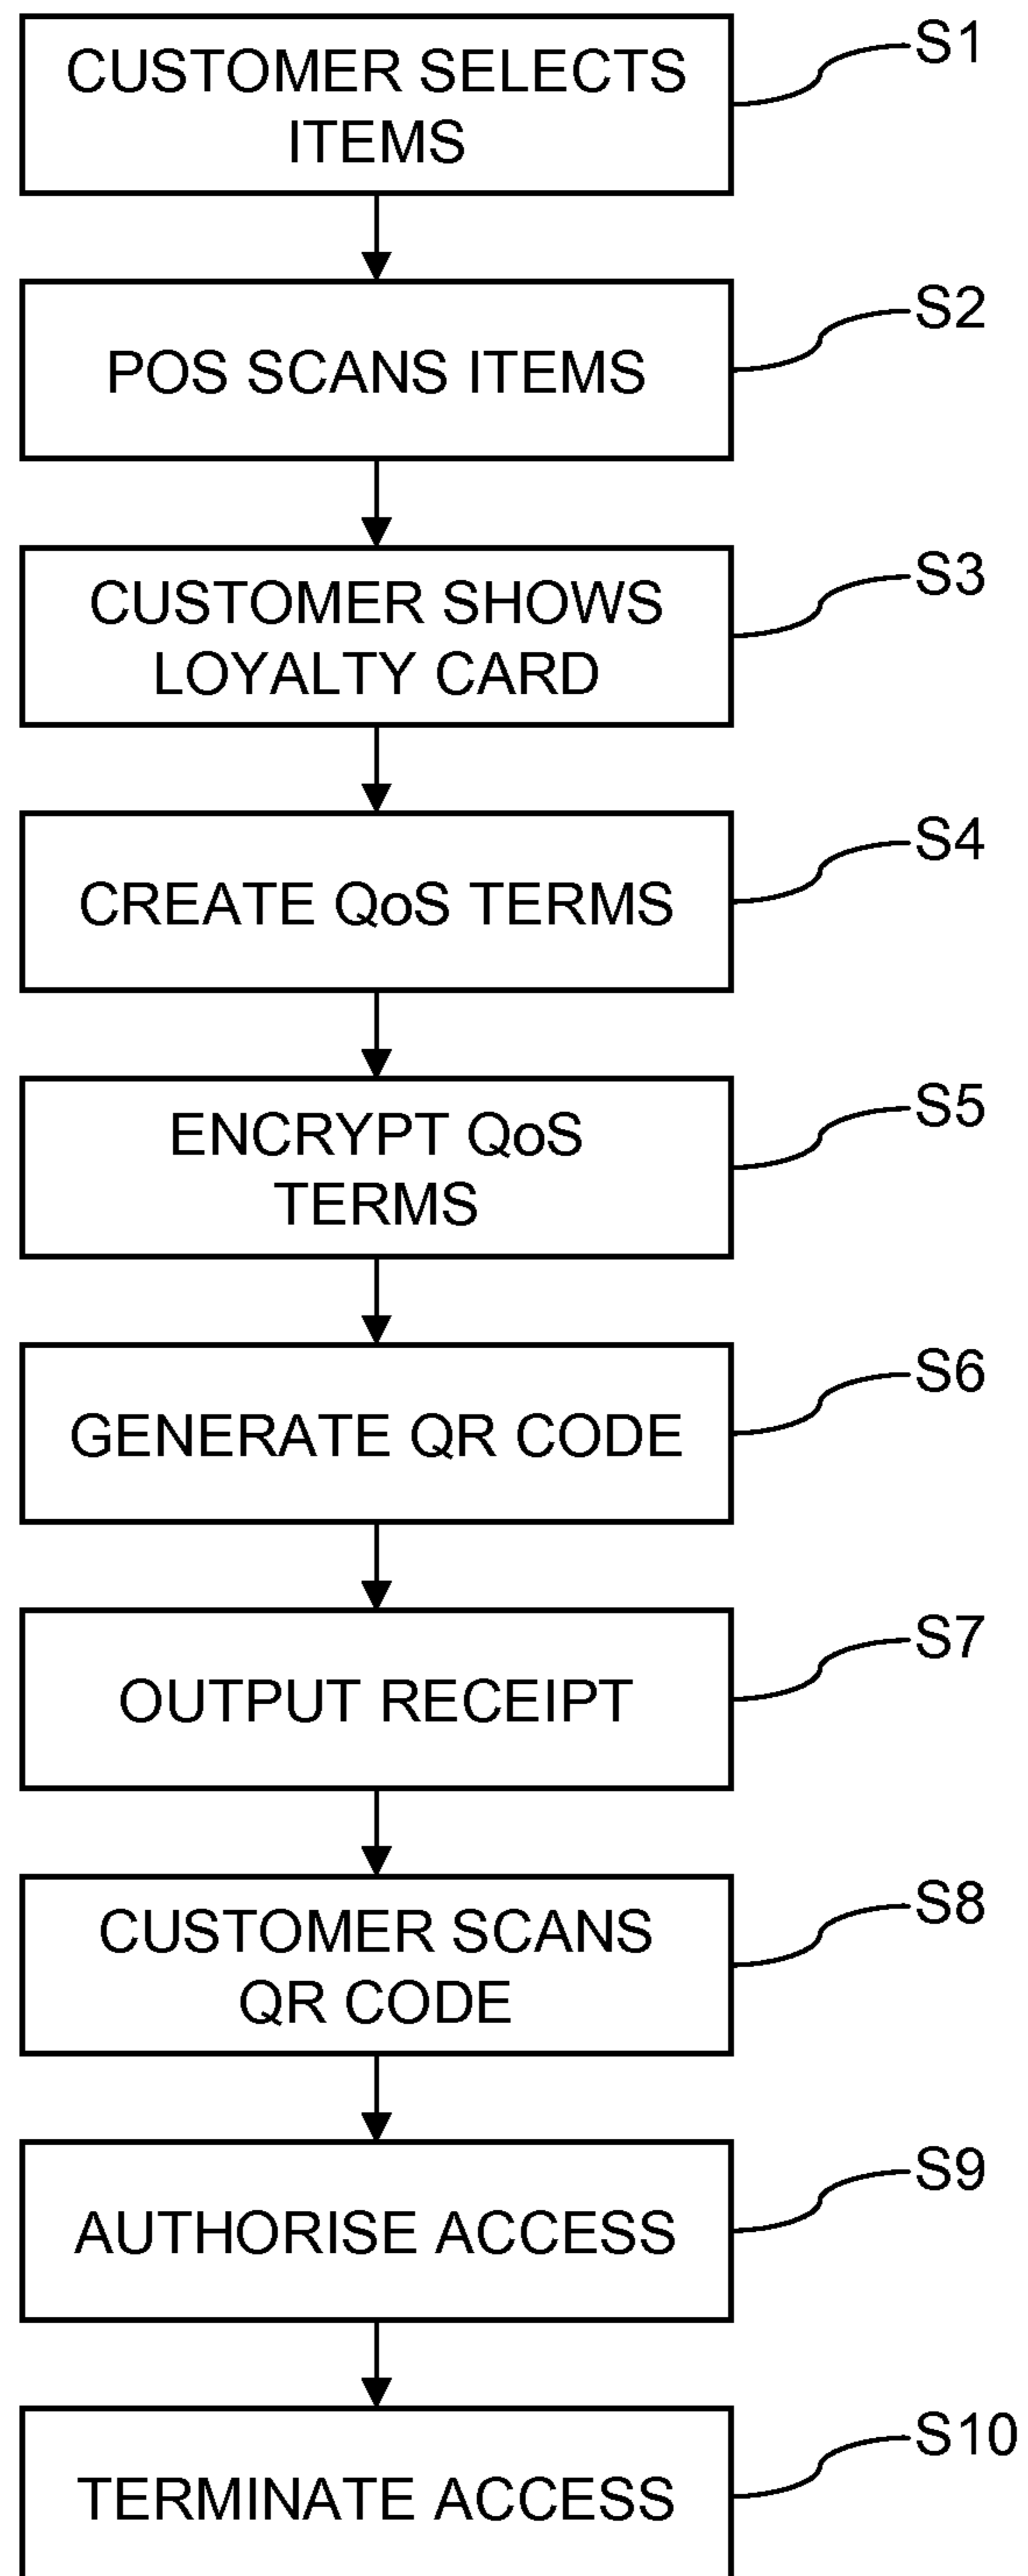 CUSTOMER SELECTS
ITEMS
S1
POS SCANS ITEMS
S2
CUSTOMER SHOWS
LOYALTY CARD
S3
CREATE QoS TERMS
S4
ENCRYPT QoS
TERMS
S5
GENERATE QR CODE
S6
OUTPUT RECEIPT
S7
CUSTOMER SCANS
QR CODE
S8
AUTHORISE ACCESS
S9
TERMINATE ACCESS
S10